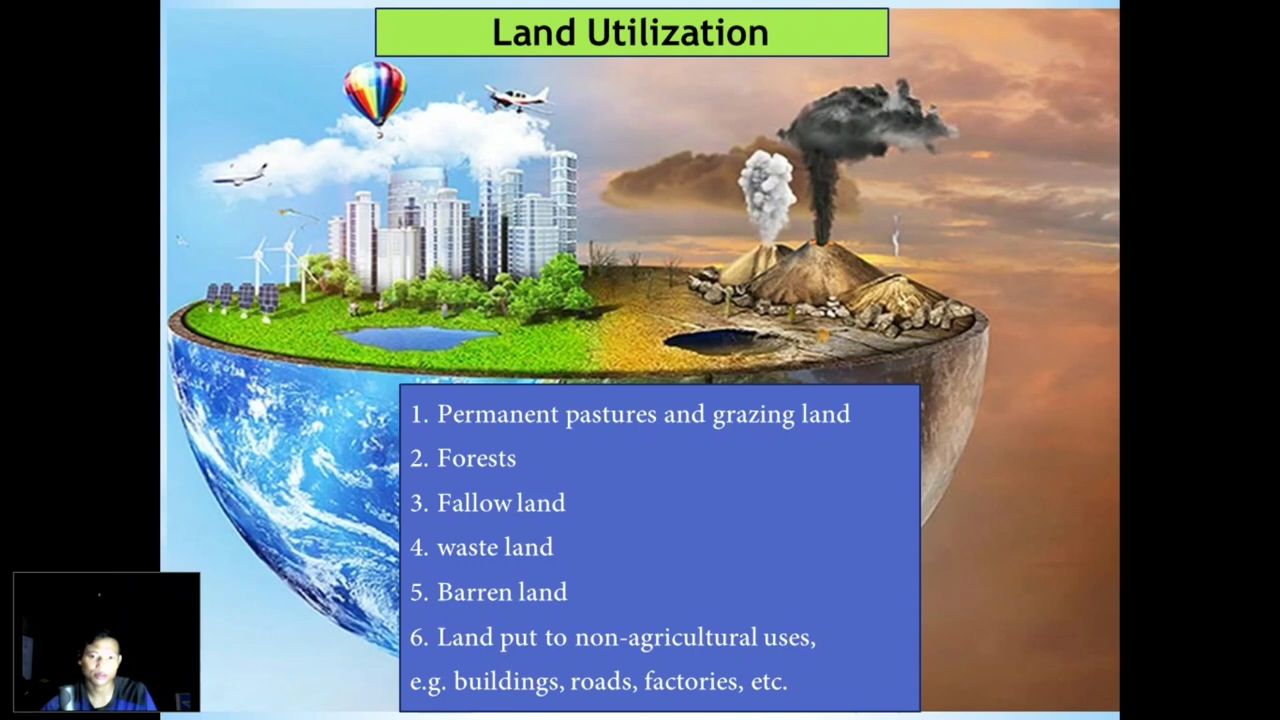 Land Utilization
1. Permanent pastures and grazing land
2. Forests
3. Fallow land
4. waste land
5. Barren land
6. Land put to non-agricultural uses,
e.g. buildings, roads, factories, etc.